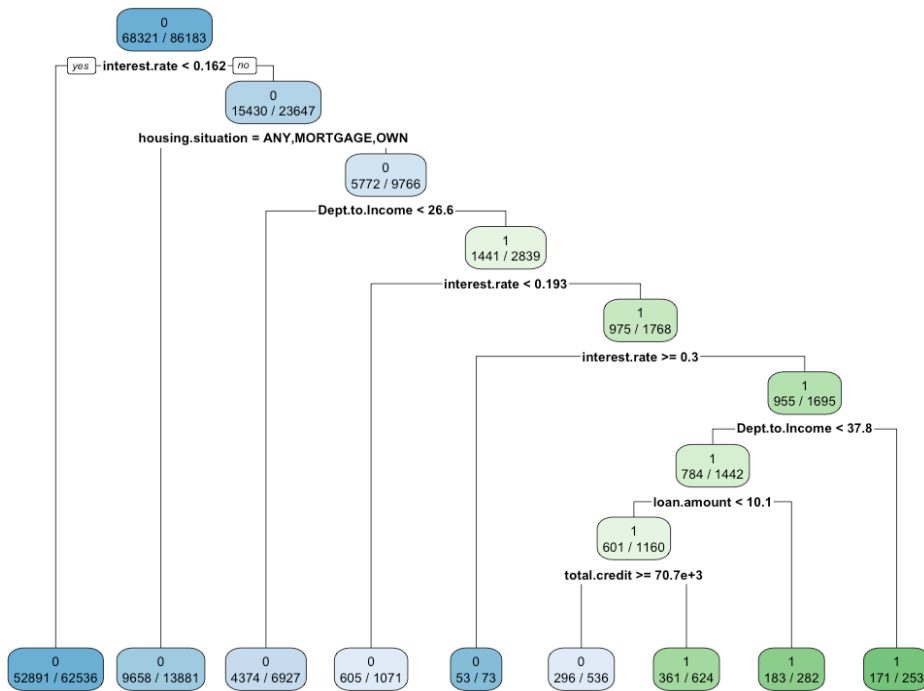 0
68321 / 86183
yes interest.rate < 0.162 no
0
15430 / 23647
housing.situation = ANY,MORTGAGE,OWN
0
5772 / 9766
Dept.to.Income < 26.6
1
1441 / 2839
interest.rate < 0.193
1
975 / 1768
interest.rate >= 0.3
1
955 / 1695
Dept.to.Income < 37.8
1
784 / 1442
loan.amount < 10.1
1
601 / 1160
total.credit >= 70.7e+3
0
52891 / 62536
0
9658 / 13881
0
4374 / 6927
0
605 / 1071
0
53 / 73
0
296 / 536
1
361 / 624
1
183 / 282
1
171 / 253